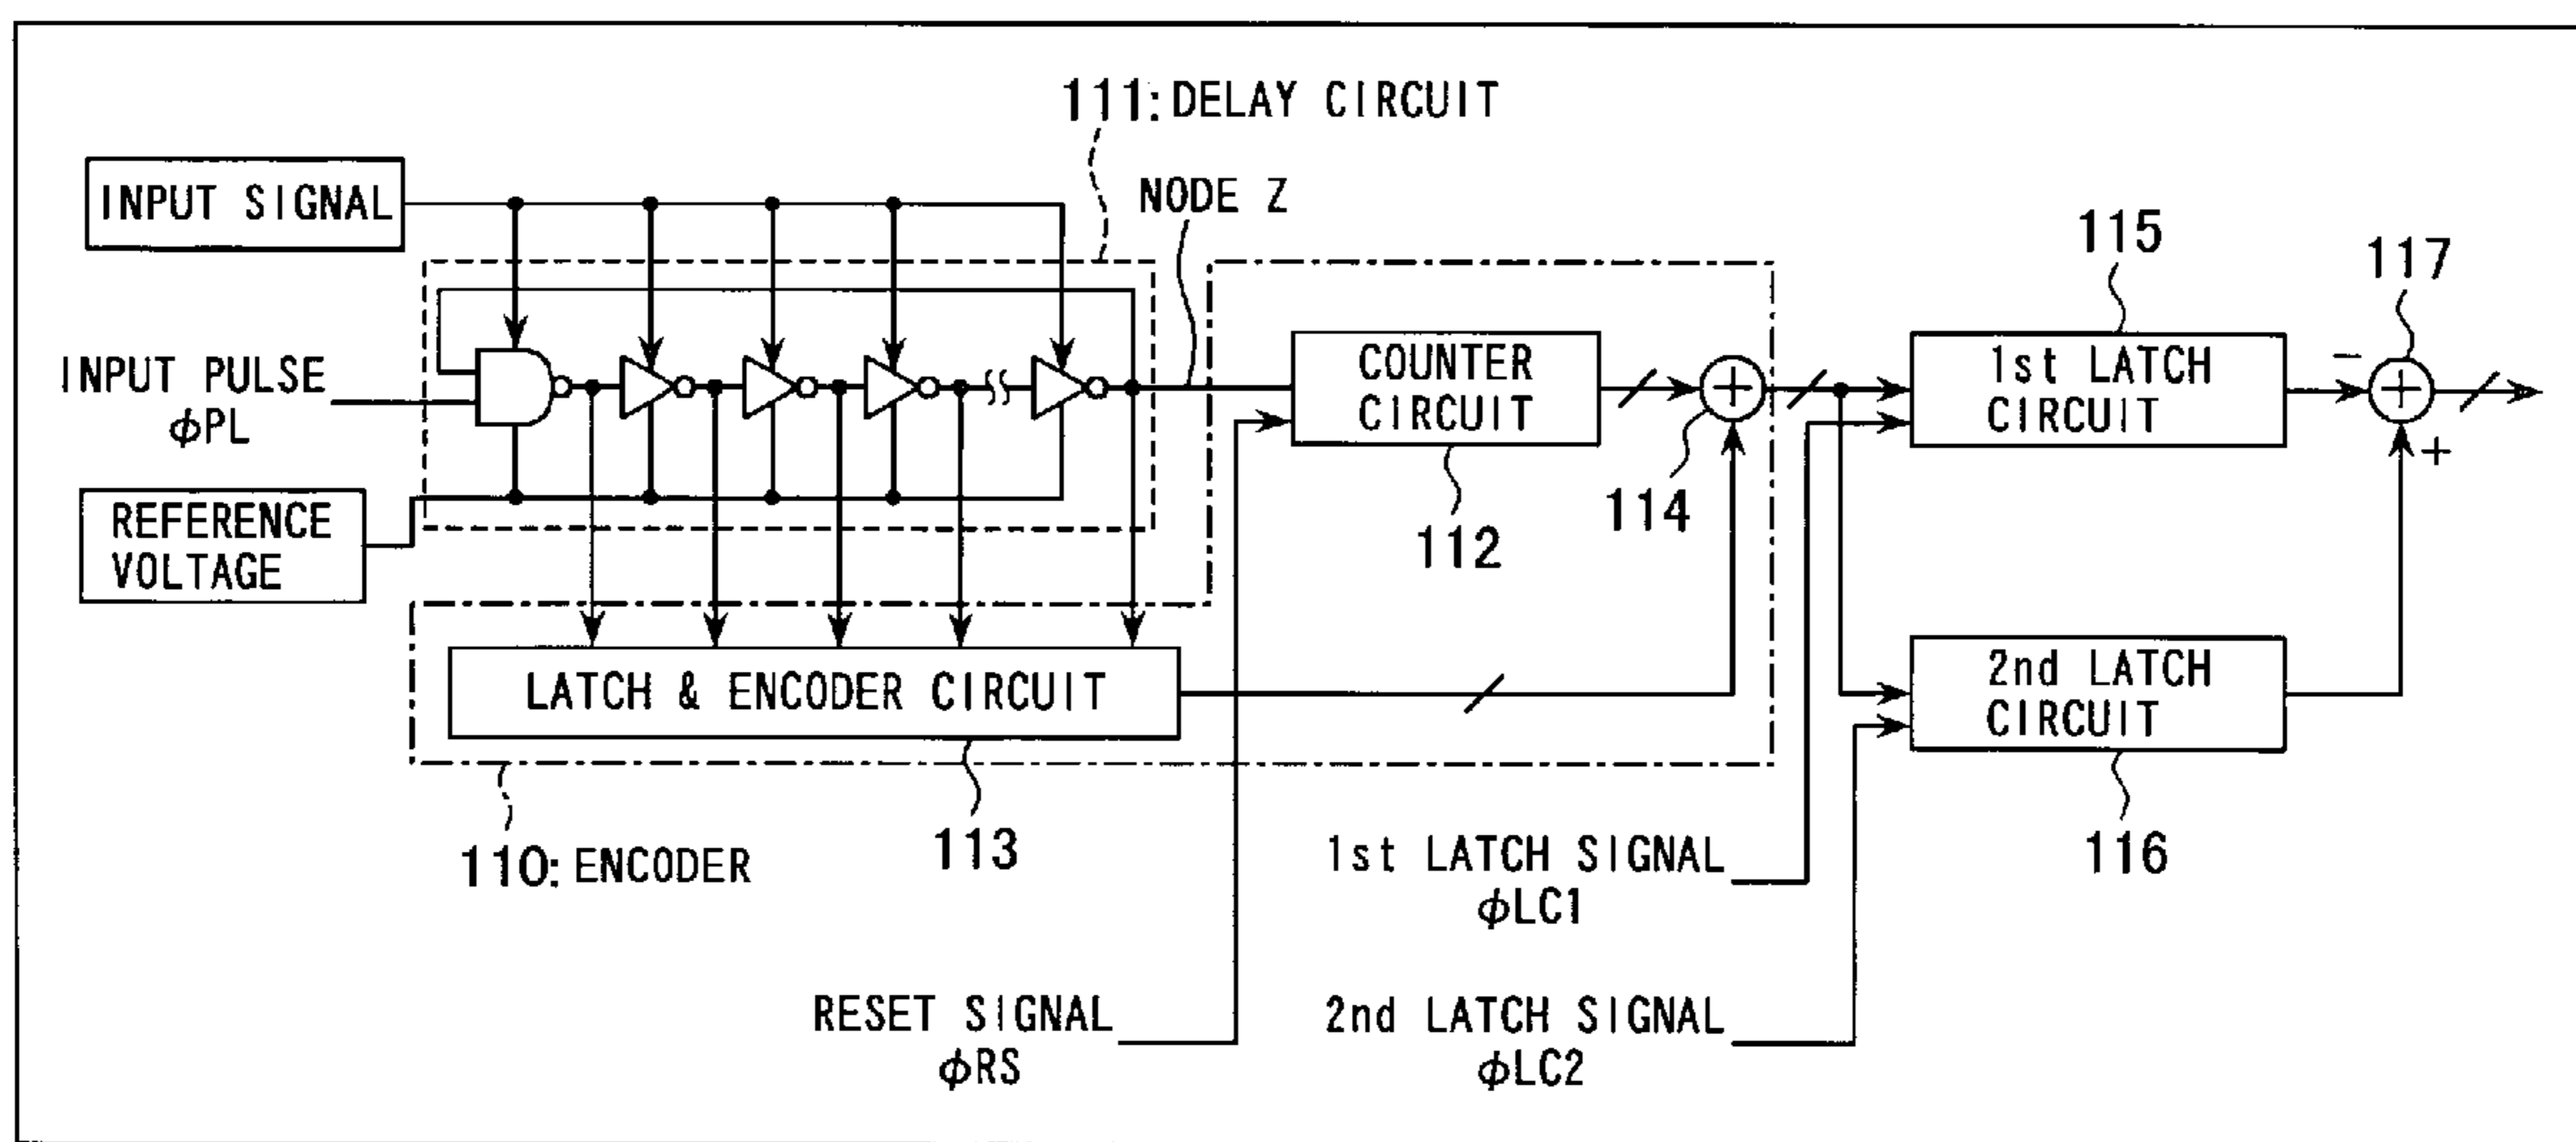 111: DELAY CIRCUIT
INPUT SIGNAL
NODE Z
115
117
INPUT PULSE
φPL
COUNTER
CIRCUIT
1st LATCH
CIRCUIT
−
+
+
+
114
112
REFERENCE
VOLTAGE
LATCH & ENCODER CIRCUIT
2nd LATCH
CIRCUIT
110: ENCODER
113
116
1st LATCH SIGNAL
φLC1
RESET SIGNAL
φRS
2nd LATCH SIGNAL
φLC2